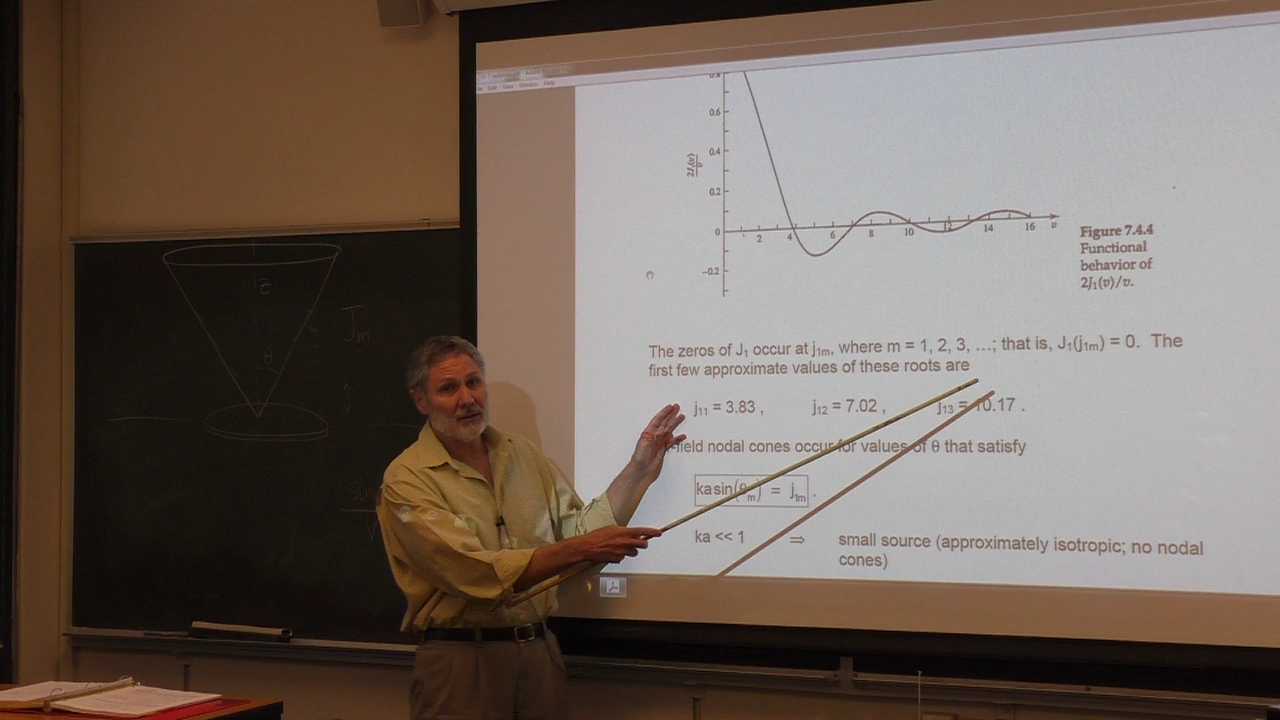 Edit View Window Help
0.8
0.6
0.4
0.2
0
-0.2
2J₁(v)
v
2 4 6 8 10 12 14 16 v
Figure 7.4.4
Functional
behavior of
2J₁(v)/v.
The zeros of J₁ occur at j₁ₘ, where m = 1, 2, 3, …; that is, J₁(j₁ₘ) = 0. The
first few approximate values of these roots are
j₁₁ = 3.83 , j₁₂ = 7.02 , j₁₃ = 10.17 .
-field nodal cones occur for values of θ that satisfy
ka sin(θₘ) = j₁ₘ .
ka << 1 ⇒ small source (approximately isotropic; no nodal
cones)
z
θ
Jₘ